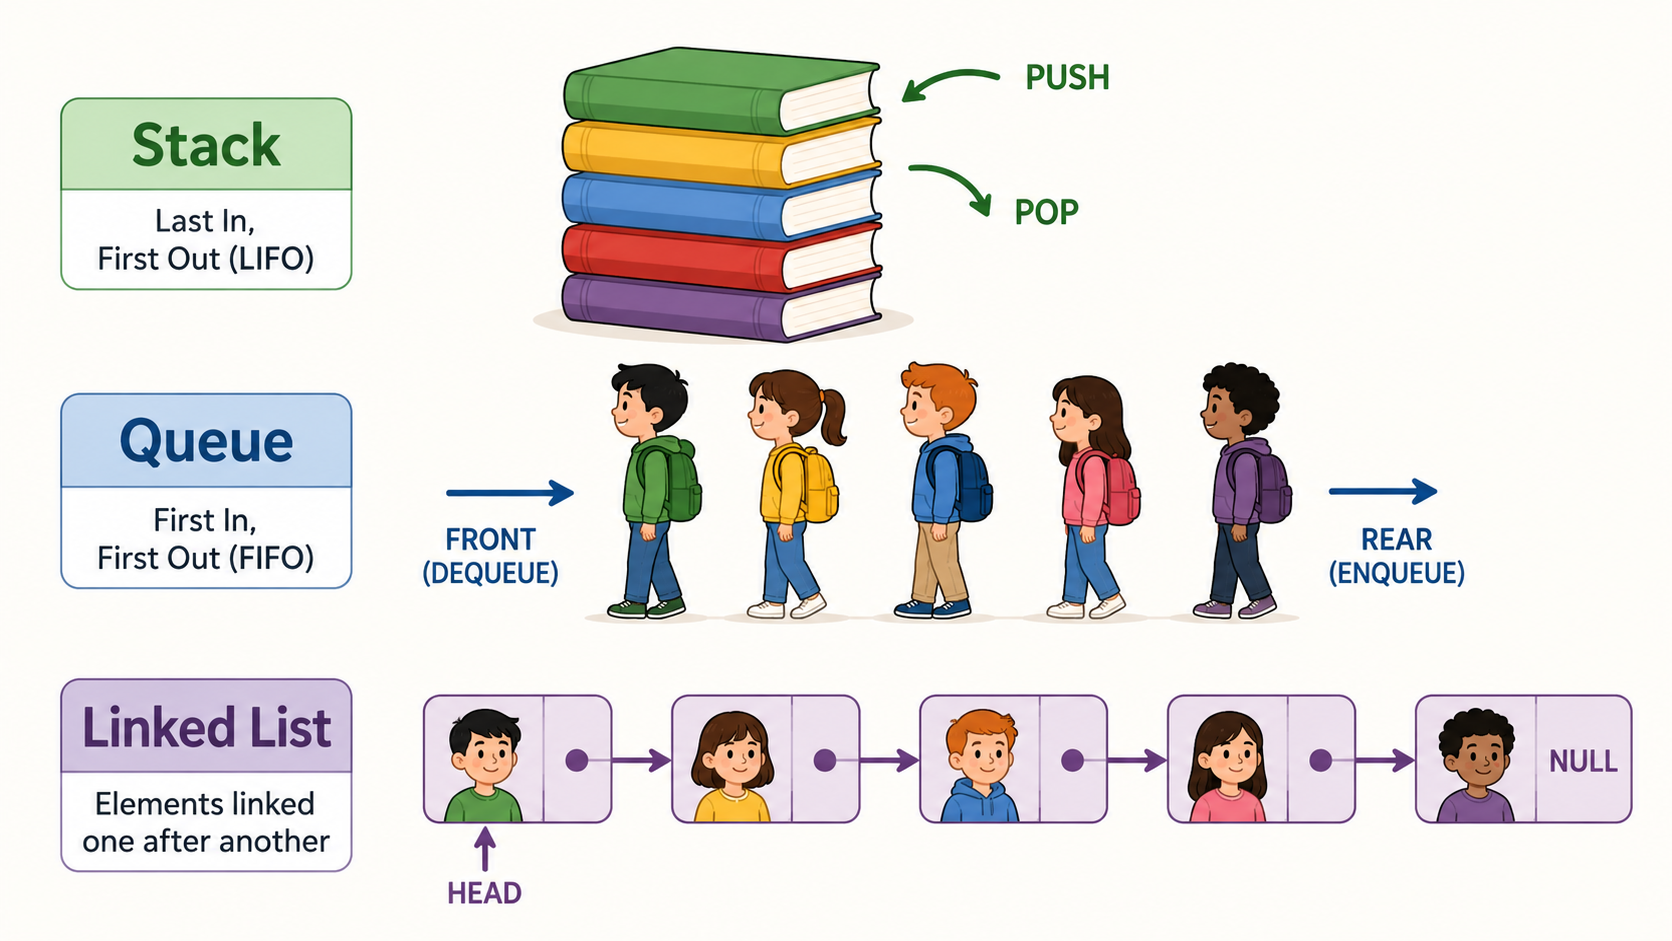 Stack
Last In,
First Out (LIFO)
PUSH
POP
Queue
First In,
First Out (FIFO)
FRONT
(DEQUEUE)
REAR
(ENQUEUE)
Linked List
Elements linked
one after another
NULL
HEAD